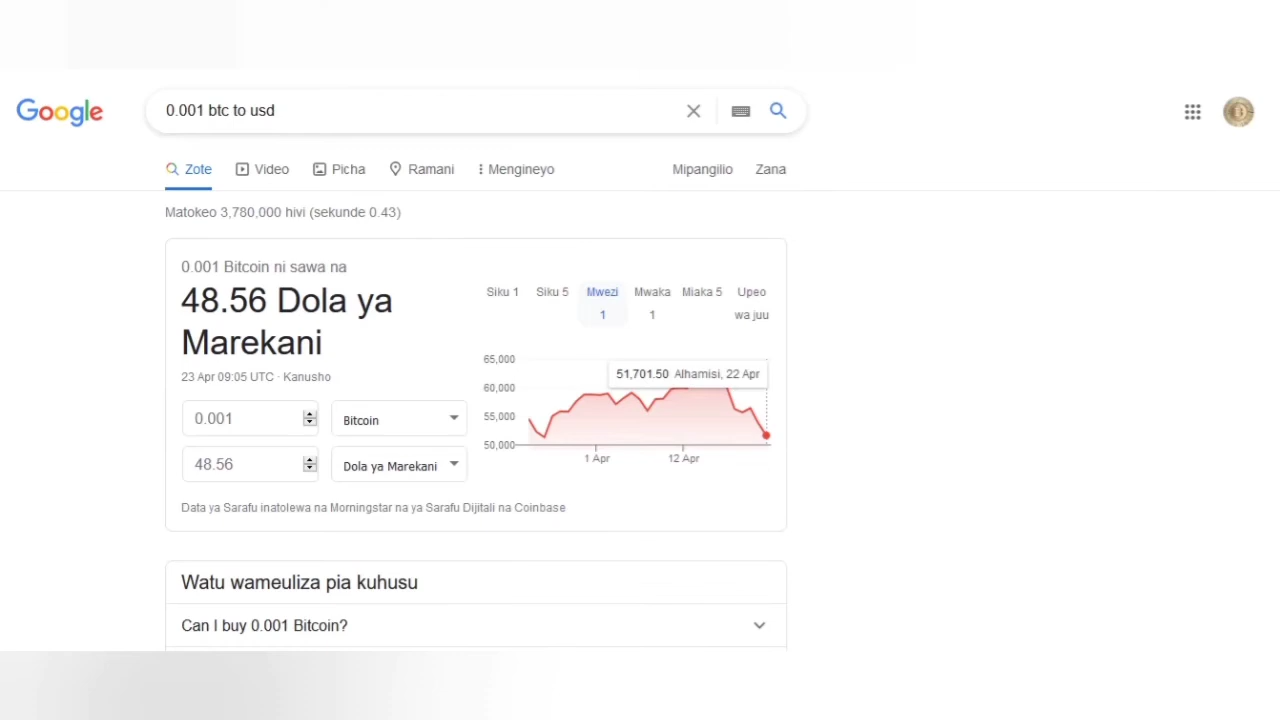 Google
0.001 btc to usd
Zote Video Picha Ramani Mengineyo Mipangilio Zana
Matokeo 3,780,000 hivi (sekunde 0.43)
0.001 Bitcoin ni sawa na
48.56 Dola ya
Marekani
23 Apr 09:05 UTC · Kanusho
0.001 Bitcoin
48.56 Dola ya Marekani
Siku 1 Siku 5 Mwezi Mwaka Miaka 5 Upeo
1 1 wa juu
65,000
51,701.50 Alhamisi, 22 Apr
60,000
55,000
50,000
1 Apr 12 Apr
Data ya Sarafu inatolewa na Morningstar na ya Sarafu Dijitali na Coinbase
Watu wameuliza pia kuhusu
Can I buy 0.001 Bitcoin?